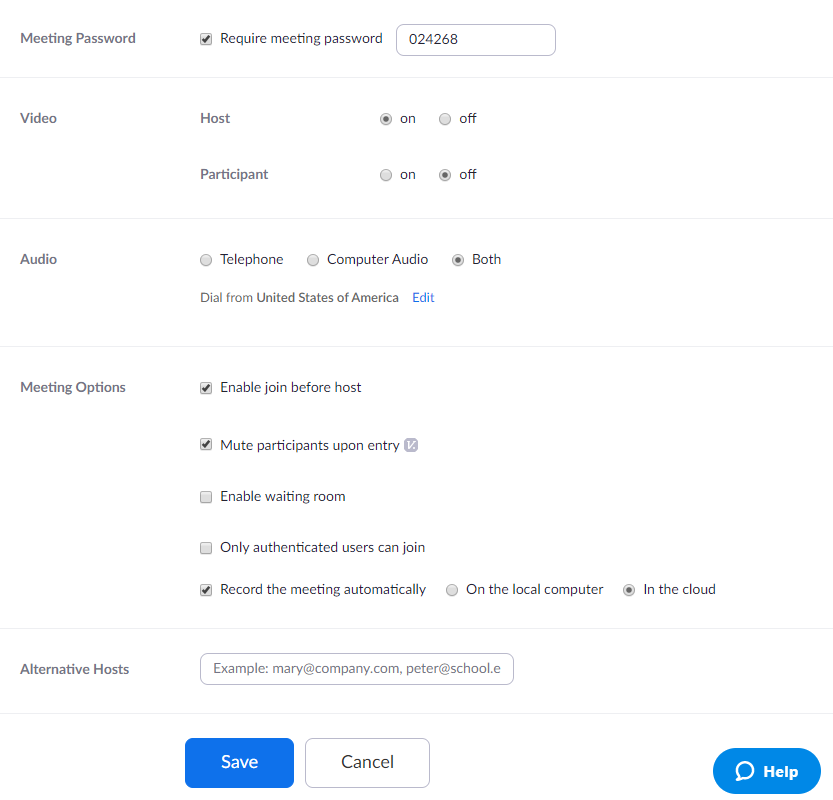 Meeting Password Require meeting password 024268
Video Host on off
Participant on off
Audio Telephone Computer Audio Both
Dial from United States of America Edit
Meeting Options Enable join before host
Mute participants upon entry
Enable waiting room
Only authenticated users can join
Record the meeting automatically On the local computer In the cloud
Alternative Hosts Example: mary@company.com, peter@school.e
Save Cancel
Help